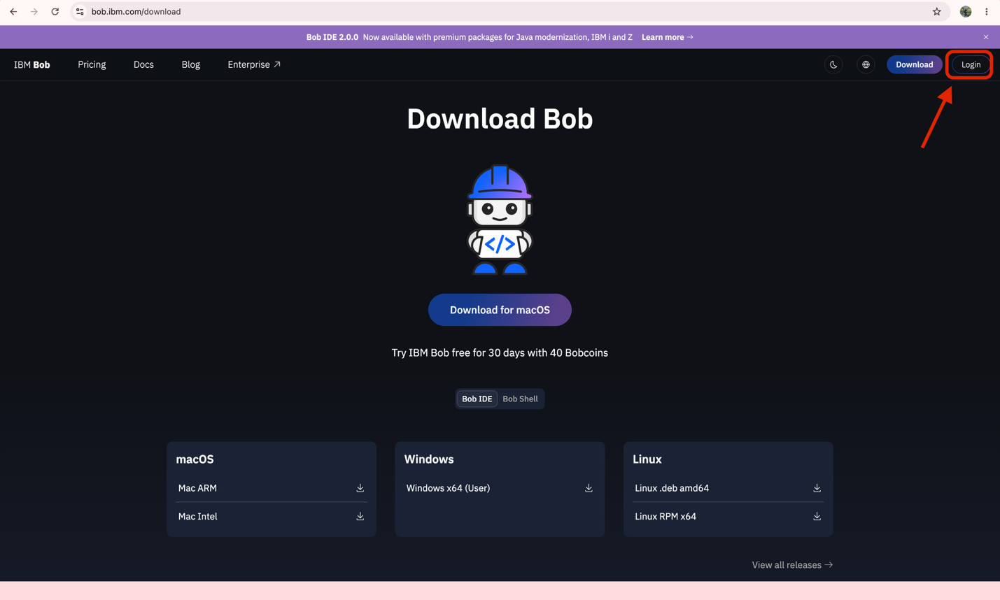 bob.ibm.com/download
Bob IDE 2.0.0 Now available with premium packages for Java modernization, IBM i and Z Learn more →
IBM Bob Pricing Docs Blog Enterprise ↗ Download Login
Download Bob
</>
Download for macOS
Try IBM Bob free for 30 days with 40 Bobcoins
Bob IDE Bob Shell
macOS
Mac ARM
Mac Intel
Windows
Windows x64 (User)
Linux
Linux .deb amd64
Linux RPM x64
View all releases →